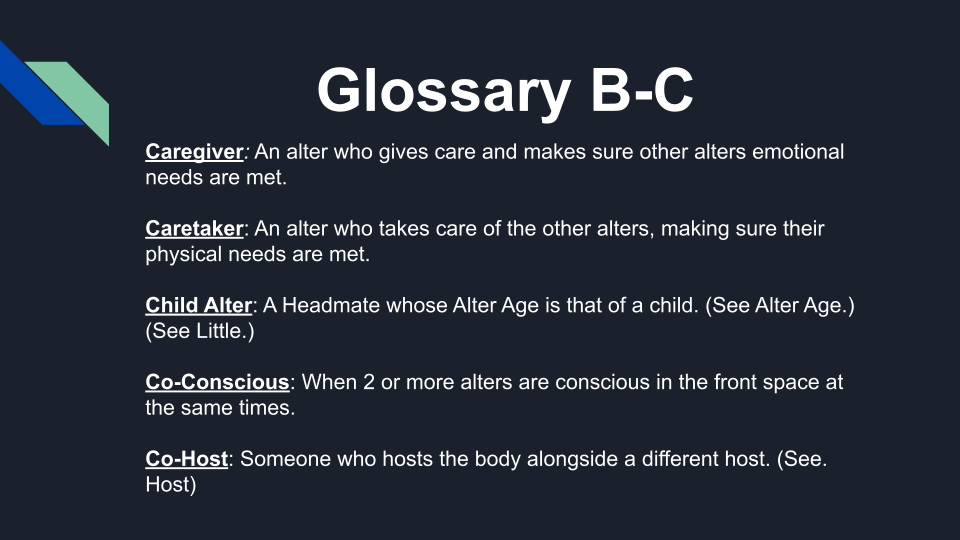 Glossary B-C
Caregiver: An alter who gives care and makes sure other alters emotional
needs are met.
Caretaker: An alter who takes care of the other alters, making sure their
physical needs are met.
Child Alter: A Headmate whose Alter Age is that of a child. (See Alter Age.)
(See Little.)
Co-Conscious: When 2 or more alters are conscious in the front space at
the same times.
Co-Host: Someone who hosts the body alongside a different host. (See.
Host)